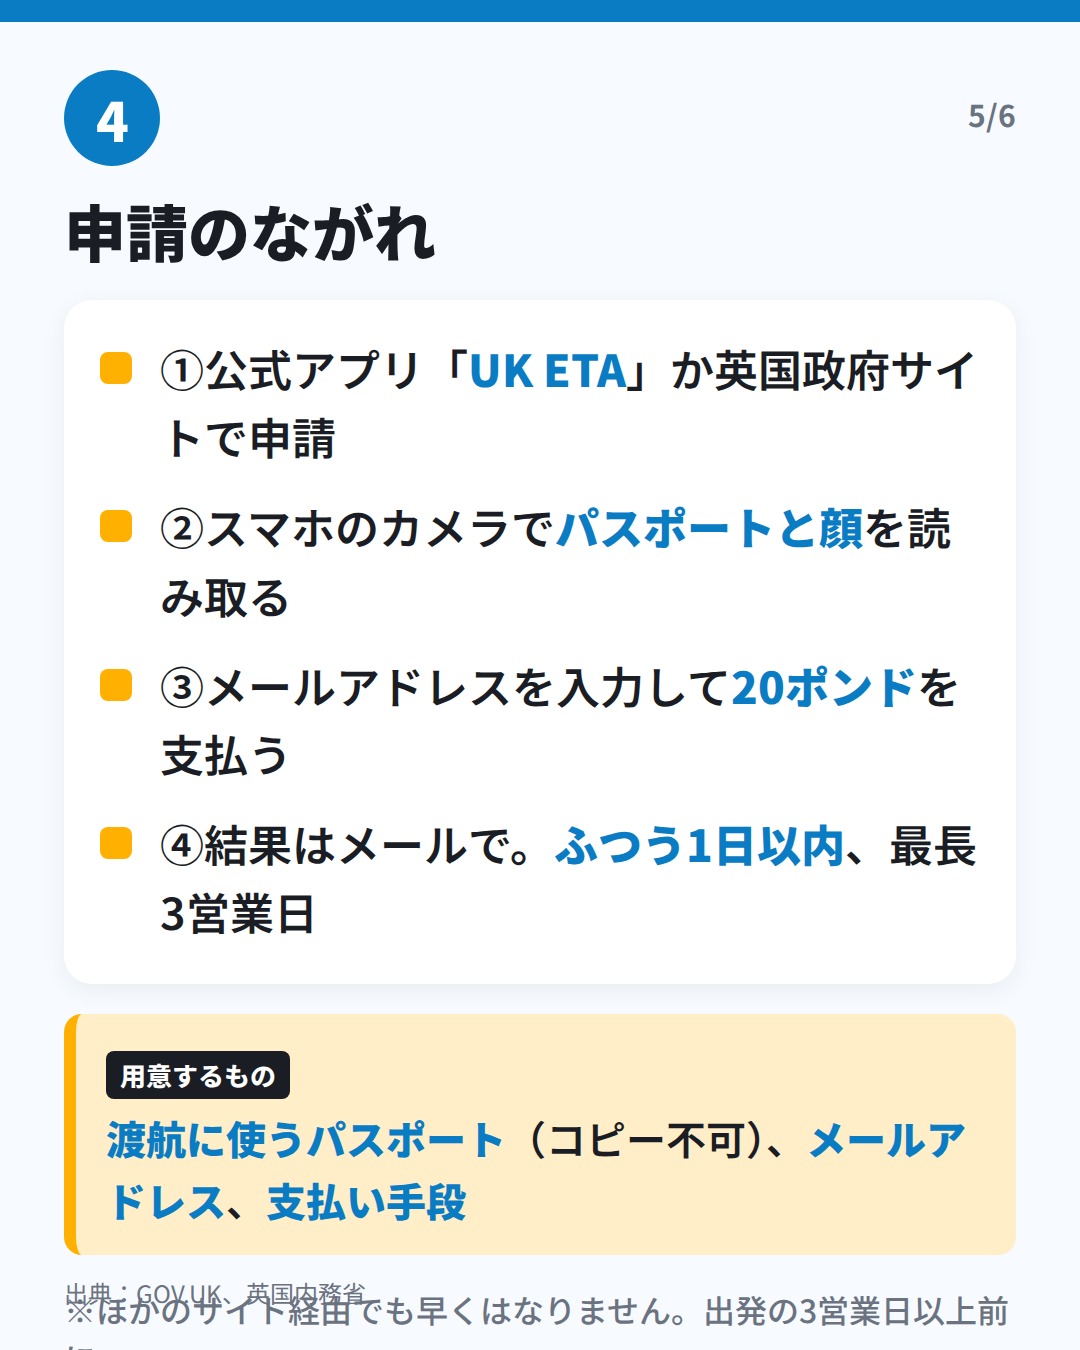 4
5/6
申請のながれ
①公式アプリ「UK ETA」か英国政府サイ
トで申請
②スマホのカメラでパスポートと顔を読
み取る
③メールアドレスを入力して20ポンドを
支払う
④結果はメールで。ふつう1日以内、最長
3営業日
用意するもの
渡航に使うパスポート（コピー不可）、メールア
ドレス、支払い手段
出典：GOV.UK、英国内務省
※ほかのサイト経由でも早くはなりません。出発の3営業日以上前